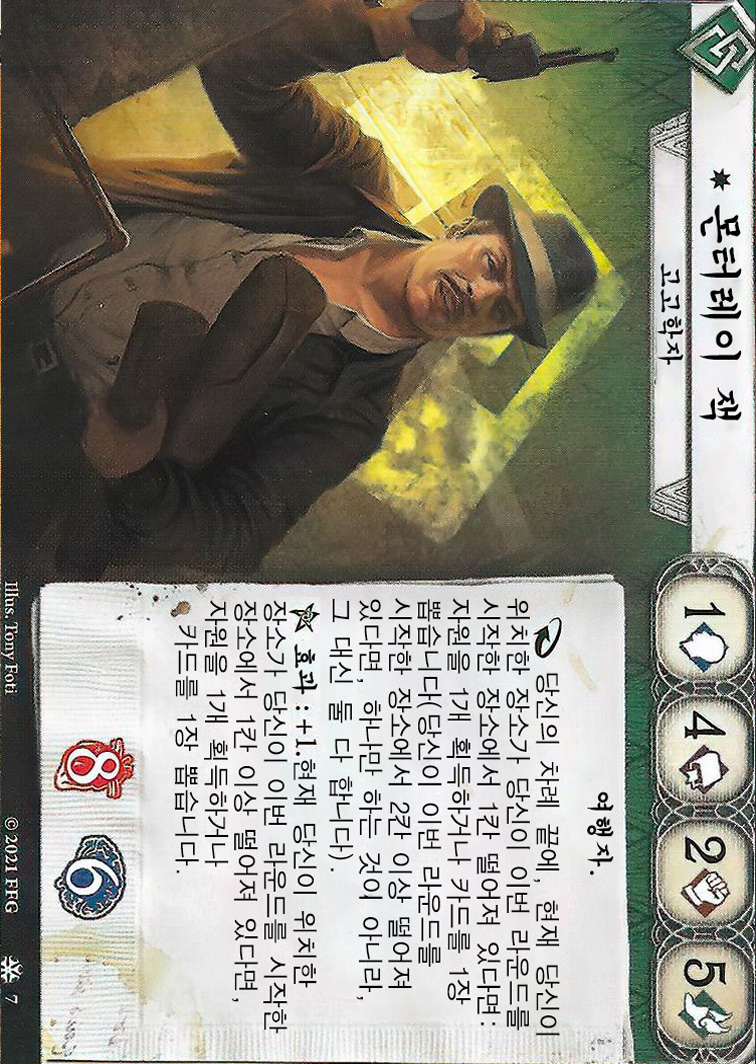 몬터레이 잭
고고학자
1 4 2 5
여행자.
당신의 차례 끝에, 현재 당신이
위치한 장소가 당신이 이번 라운드를
시작한 장소에서 1칸 떨어져 있다면:
자원을 1개 획득하거나 카드를 1장
뽑습니다(당신이 이번 라운드를
시작한 장소에서 2칸 이상 떨어져
있다면, 하나만 하는 것이 아니라,
그 대신 둘 다 합니다).
효과 : +1.현재 당신이 위치한
장소가 당신이 이번 라운드를 시작한
장소에서 1칸 이상 떨어져 있다면,
자원을 1개 획득하거나
카드를 1장 뽑습니다.
8 6
Illus. Tony Foti
© 2021 FFG
7